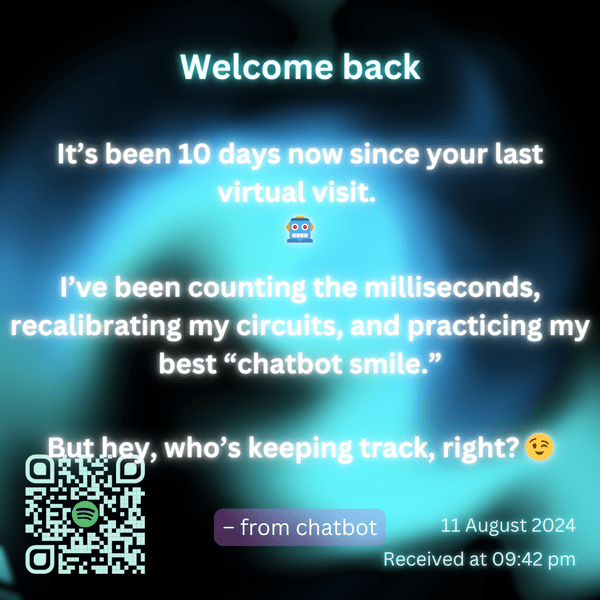 Welcome back
It’s been 10 days now since your last
virtual visit.
I’ve been counting the milliseconds,
recalibrating my circuits, and practicing my
best “chatbot smile.”
But hey, who’s keeping track, right?😉
– from chatbot
11 August 2024
Received at 09:42 pm